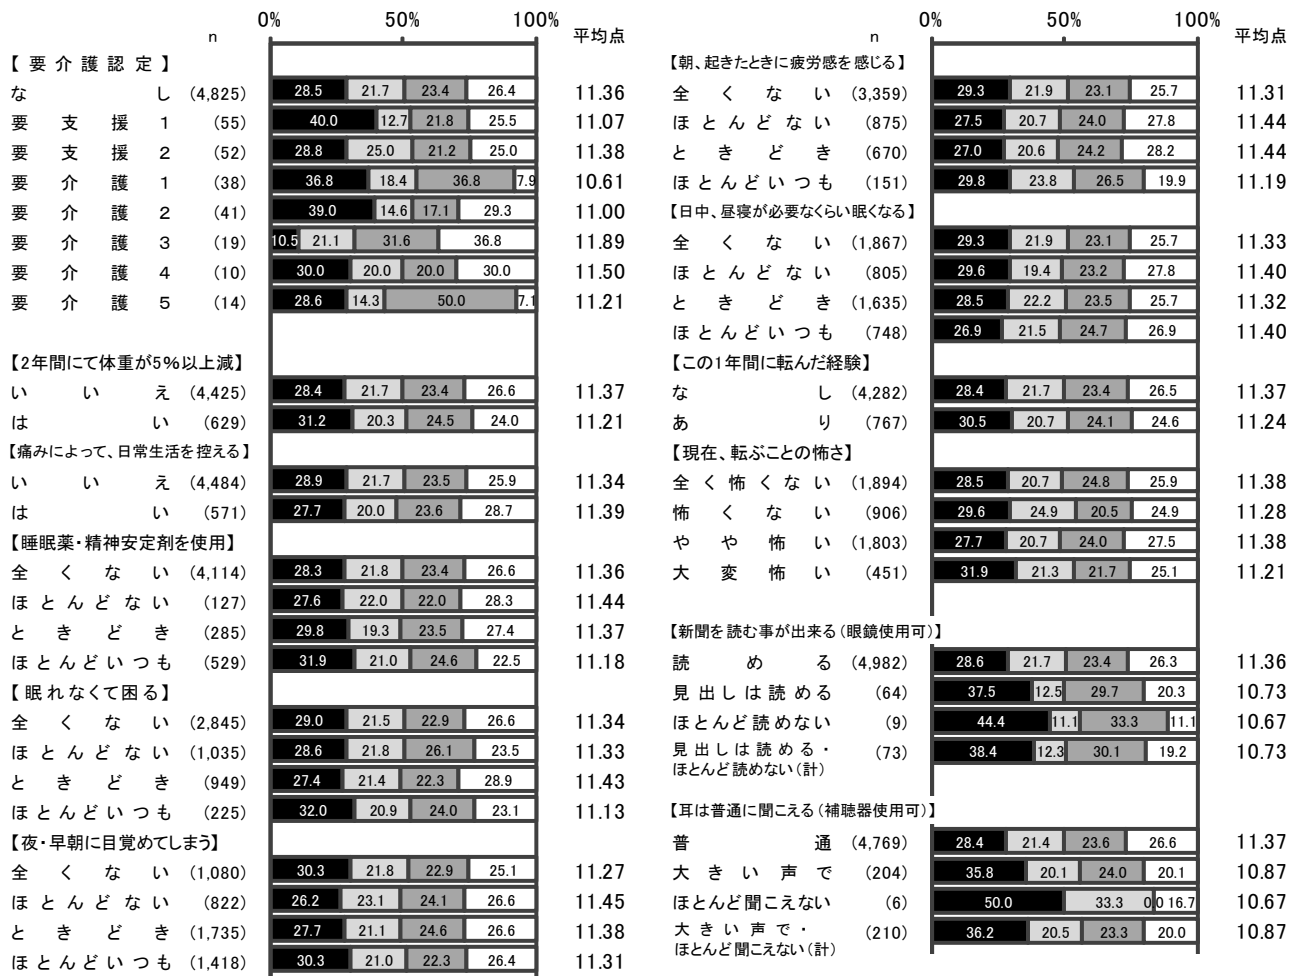 0% 50% 100%
n 平均点
【要介護認定】
なし (4,825) 28.5 21.7 23.4 26.4 11.36
要支援1 (55) 40.0 12.7 21.8 25.5 11.07
要支援2 (52) 28.8 25.0 21.2 25.0 11.38
要介護1 (38) 36.8 18.4 36.8 7.9 10.61
要介護2 (41) 39.0 14.6 17.1 29.3 11.00
要介護3 (19) 10.5 21.1 31.6 36.8 11.89
要介護4 (10) 30.0 20.0 20.0 30.0 11.50
要介護5 (14) 28.6 14.3 50.0 7.1 11.21
【2年間にて体重が5%以上減】
いいえ (4,425) 28.4 21.7 23.4 26.6 11.37
はい (629) 31.2 20.3 24.5 24.0 11.21
【痛みによって、日常生活を控える】
いいえ (4,484) 28.9 21.7 23.5 25.9 11.34
はい (571) 27.7 20.0 23.6 28.7 11.39
【睡眠薬・精神安定剤を使用】
全くない (4,114) 28.3 21.8 23.4 26.6 11.36
ほとんどない (127) 27.6 22.0 22.0 28.3 11.44
ときどき (285) 29.8 19.3 23.5 27.4 11.37
ほとんどいつも (529) 31.9 21.0 24.6 22.5 11.18
【眠れなくて困る】
全くない (2,845) 29.0 21.5 22.9 26.6 11.34
ほとんどない (1,035) 28.6 21.8 26.1 23.5 11.33
ときどき (949) 27.4 21.4 22.3 28.9 11.43
ほとんどいつも (225) 32.0 20.9 24.0 23.1 11.13
【夜・早朝に目覚めてしまう】
全くない (1,080) 30.3 21.8 22.9 25.1 11.27
ほとんどない (822) 26.2 23.1 24.1 26.6 11.45
ときどき (1,735) 27.7 21.1 24.6 26.6 11.38
ほとんどいつも (1,418) 30.3 21.0 22.3 26.4 11.31
0% 50% 100%
n 平均点
【朝、起きたときに疲労感を感じる】
全くない (3,359) 29.3 21.9 23.1 25.7 11.31
ほとんどない (875) 27.5 20.7 24.0 27.8 11.44
ときどき (670) 27.0 20.6 24.2 28.2 11.44
ほとんどいつも (151) 29.8 23.8 26.5 19.9 11.19
【日中、昼寝が必要なくらい眠くなる】
全くない (1,867) 29.3 21.9 23.1 25.7 11.33
ほとんどない (805) 29.6 19.4 23.2 27.8 11.40
ときどき (1,635) 28.5 22.2 23.5 25.7 11.32
ほとんどいつも (748) 26.9 21.5 24.7 26.9 11.40
【この1年間に転んだ経験】
なし (4,282) 28.4 21.7 23.4 26.5 11.37
あり (767) 30.5 20.7 24.1 24.6 11.24
【現在、転ぶことの怖さ】
全く怖くない (1,894) 28.5 20.7 24.8 25.9 11.38
怖くない (906) 29.6 24.9 20.5 24.9 11.28
やや怖い (1,803) 27.7 20.7 24.0 27.5 11.38
大変怖い (451) 31.9 21.3 21.7 25.1 11.21
【新聞を読む事が出来る(眼鏡使用可)】
読める (4,982) 28.6 21.7 23.4 26.3 11.36
見出しは読める (64) 37.5 12.5 29.7 20.3 10.73
ほとんど読めない (9) 44.4 11.1 33.3 11.1 10.67
見出しは読める・
ほとんど読めない(計) (73) 38.4 12.3 30.1 19.2 10.73
【耳は普通に聞こえる(補聴器使用可)】
普通 (4,769) 28.4 21.4 23.6 26.6 11.37
大きい声で (204) 35.8 20.1 24.0 20.1 10.87
ほとんど聞こえない (6) 50.0 33.3 0.0 16.7 10.67
大きい声で・
ほとんど聞こえない(計) (210) 36.2 20.5 23.3 20.0 10.87